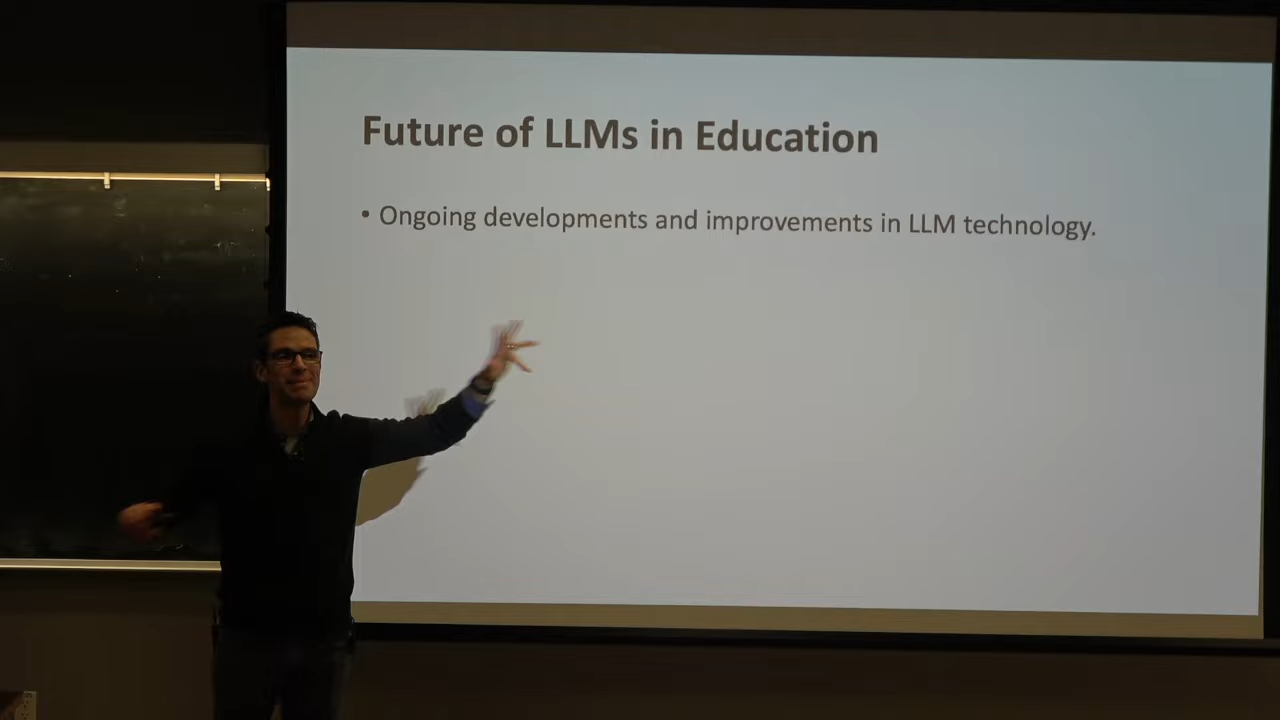 Future of LLMs in Education
• Ongoing developments and improvements in LLM technology.